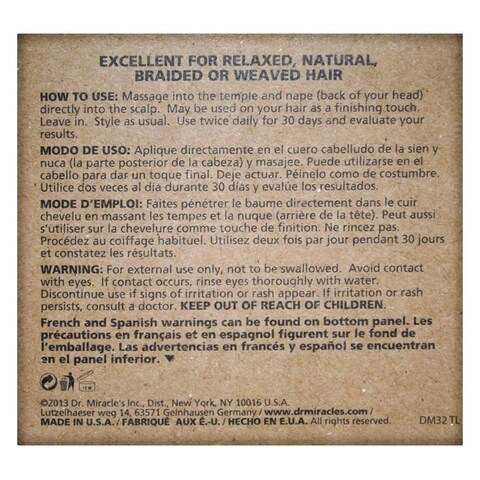 EXCELLENT FOR RELAXED, NATURAL,
BRAIDED OR WEAVED HAIR
HOW TO USE: Massage into the temple and nape (back of your head)
directly into the scalp. May be used on your hair as a finishing touch.
Leave in. Style as usual. Use twice daily for 30 days and evaluate your
results.
MODO DE USO: Aplique directamente en el cuero cabelludo de la sien y
nuca (la parte posterior de la cabeza) y masajee. Puede utilizarse en el
cabello para dar un toque final. Deje actuar. Péinelo como de costumbre.
Utilice dos veces al día durante 30 días y evalúe los resultados.
MODE D'EMPLOI: Faites pénétrer le baume directement dans le cuir
chevelu en massant les tempes et la nuque (arrière de la tête). Peut aussi
s'utiliser sur la chevelure comme touche de finition. Ne rincez pas.
Procédez au coiffage habituel. Utilisez deux fois par jour pendant 30 jours
et constatez les résultats.
WARNING: For external use only, not to be swallowed. Avoid contact
with eyes. If contact occurs, rinse eyes thoroughly with water.
Discontinue use if signs of irritation or rash appear. If irritation or rash
persists, consult a doctor. KEEP OUT OF REACH OF CHILDREN.
French and Spanish warnings can be found on bottom panel. Les
précautions en français et en espagnol figurent sur le fond de
l'emballage. Las advertencias en francés y español se encuentran
en el panel inferior.
©2013 Dr. Miracle's Inc., Dist., New York, NY 10016 U.S.A.
Lutzelhaeser weg 14, 63571 Gelnhausen Germany / www.drmiracles.com /
MADE IN U.S.A. / FABRIQUÉ AUX É.-U. / HECHO EN E.U.A. All rights reserved. DM32 TL